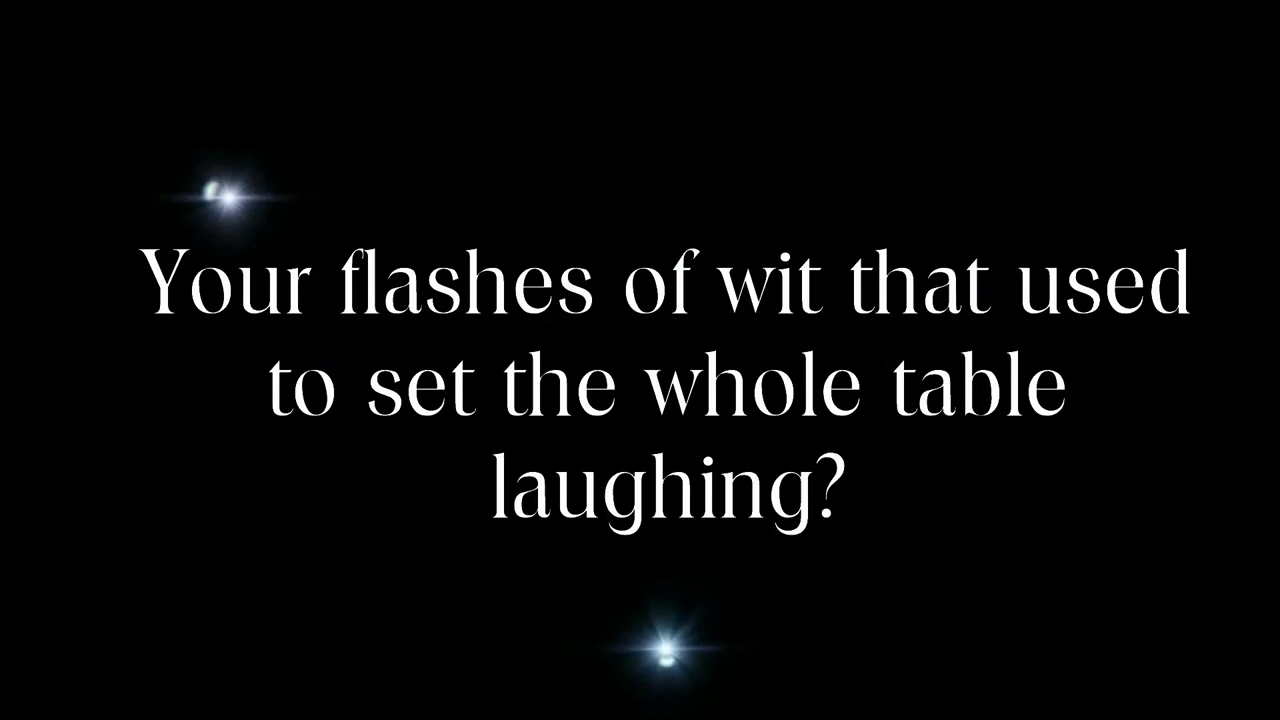 Your flashes of wit that used
to set the whole table
laughing?